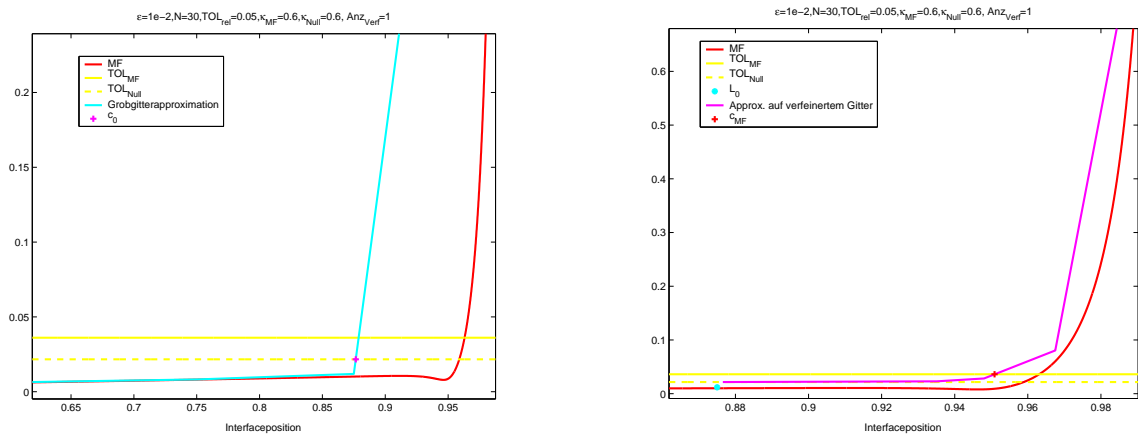 ε=1e-2,N=30,TOL_rel=0.05,κ_MF=0.6,κ_Null=0.6, Anz_Verf=1
MF
TOL_MF
TOL_Null
Grobgitterapproximation
c_0
0.2
0.15
0.1
0.05
0
0.65 0.7 0.75 0.8 0.85 0.9 0.95
Interfaceposition
ε=1e-2,N=30,TOL_rel=0.05,κ_MF=0.6,κ_Null=0.6, Anz_Verf=1
MF
TOL_MF
TOL_Null
L_0
Approx. auf verfeinertem Gitter
c_MF
0.6
0.5
0.4
0.3
0.2
0.1
0
0.88 0.9 0.92 0.94 0.96 0.98
Interfaceposition